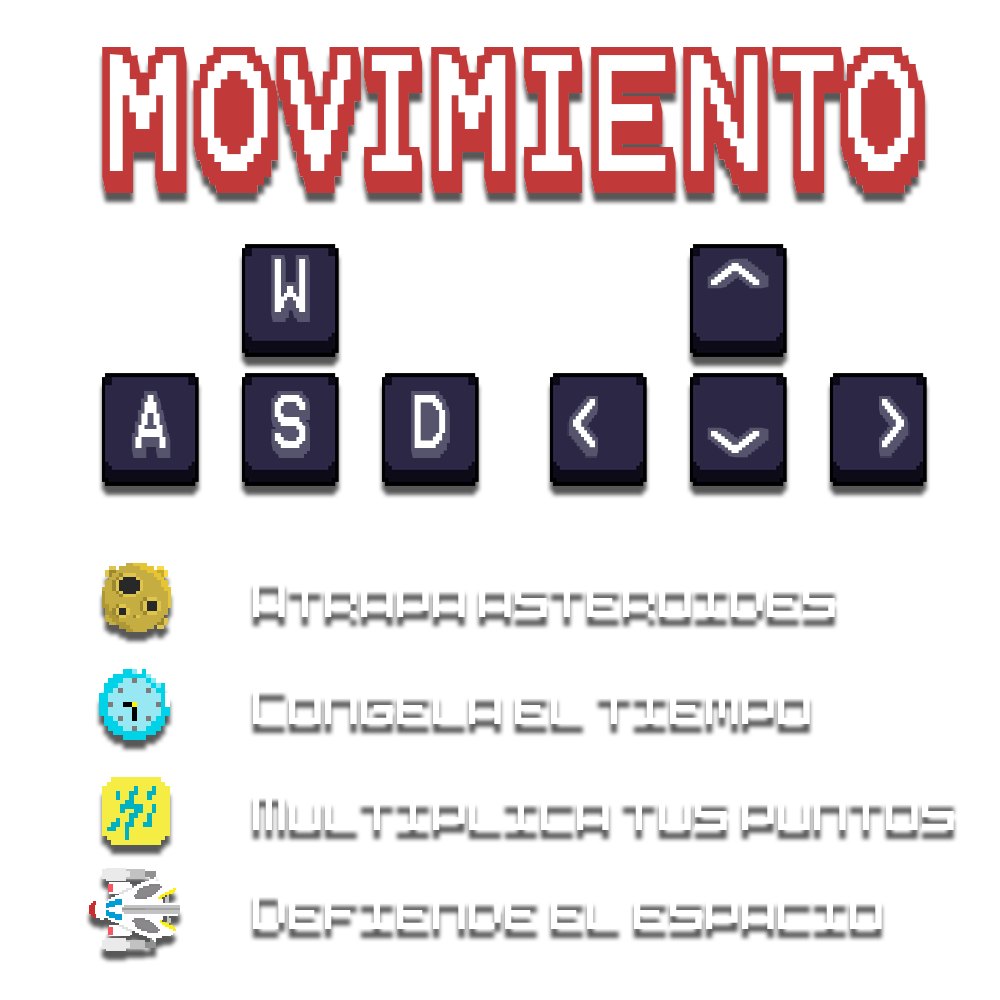 MOVIMIENTO
W ^
A S D < ⌄ >
Atrapa asteroides
Congela el tiempo
Multiplica tus puntos
Defiende el espacio